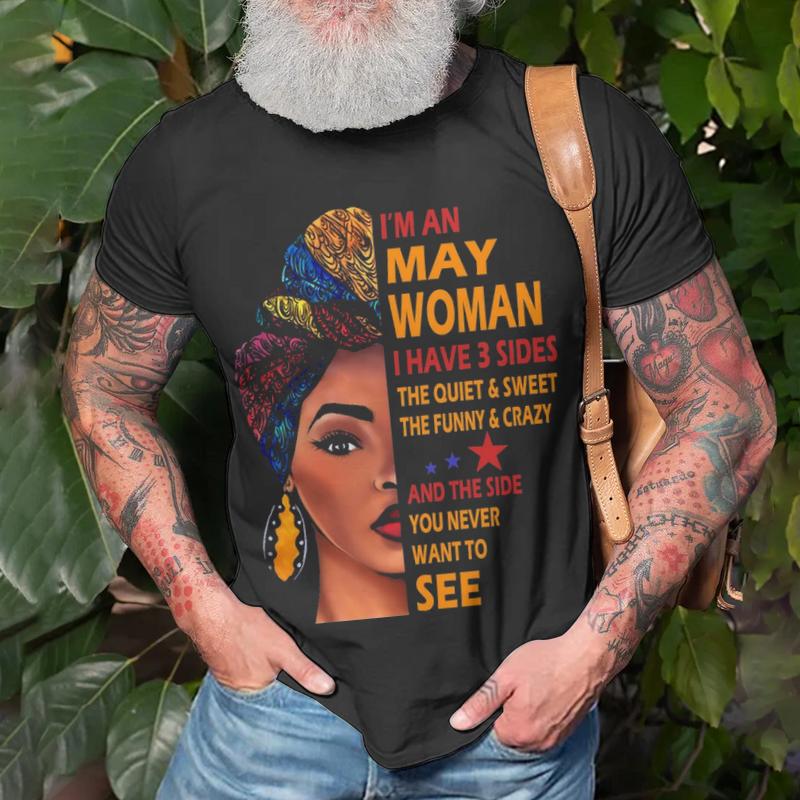 I'M AN
MAY
WOMAN
I HAVE 3 SIDES
THE QUIET & SWEET
THE FUNNY & CRAZY
AND THE SIDE
YOU NEVER
WANT TO
SEE
Estuardo